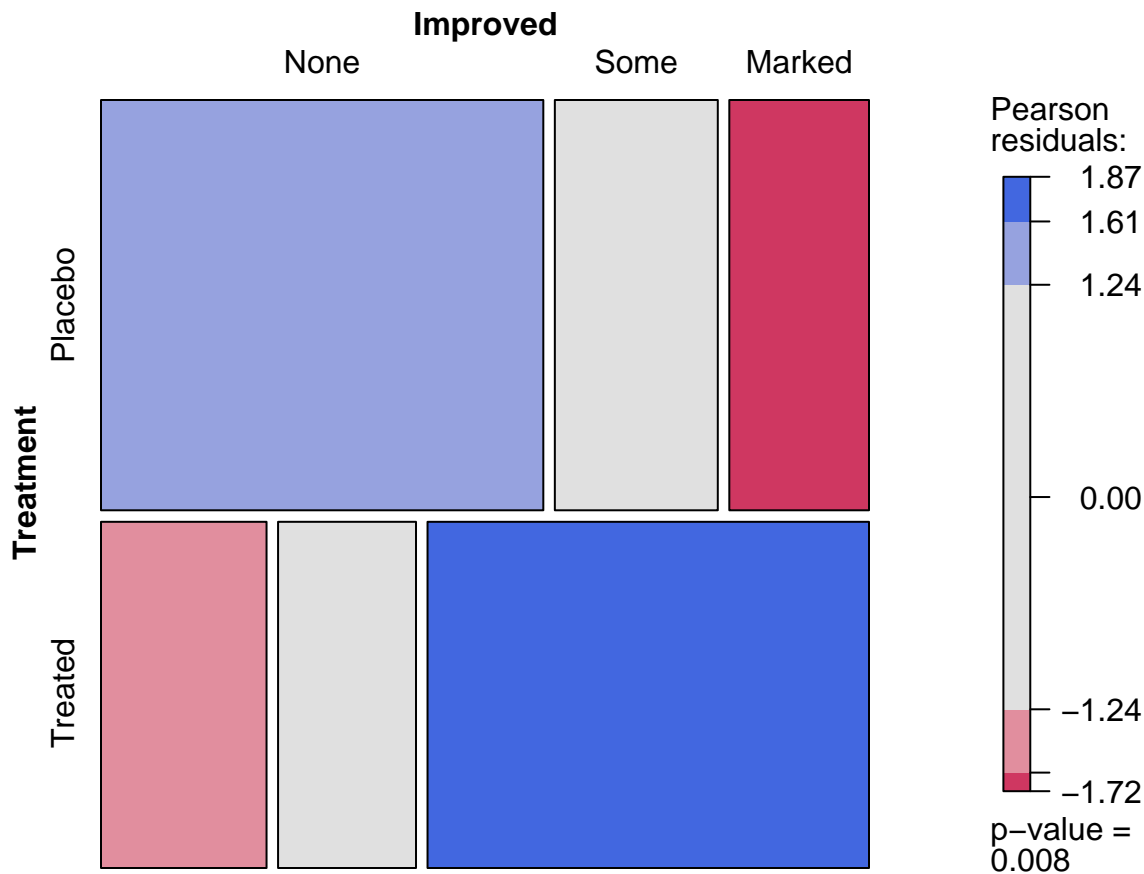 Improved
None Some Marked
Treatment
Placebo
Treated
Pearson
residuals:
1.87
1.61
1.24
0.00
−1.24
−1.72
p−value =
0.008